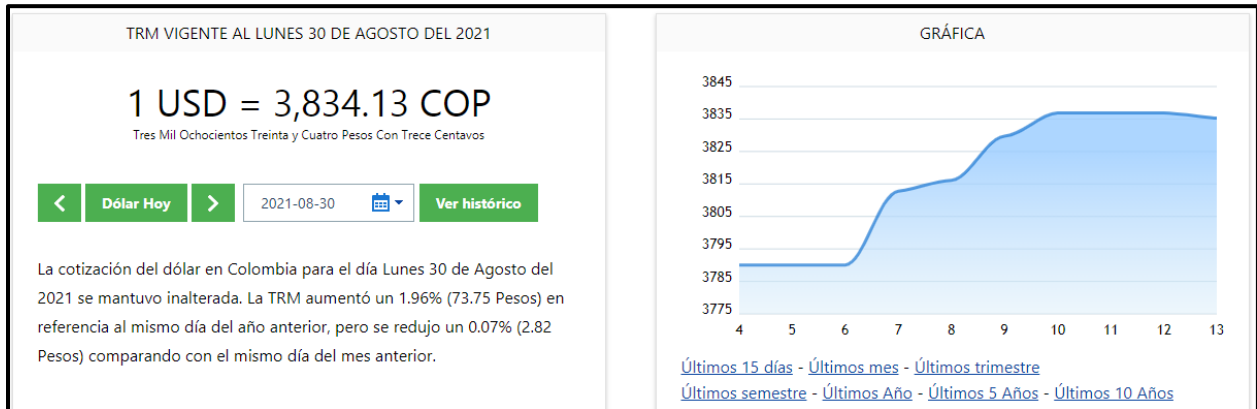 TRM VIGENTE AL LUNES 30 DE AGOSTO DEL 2021
1 USD = 3,834.13 COP
Tres Mil Ochocientos Treinta y Cuatro Pesos Con Trece Centavos
Dólar Hoy
2021-08-30
Ver histórico
La cotización del dólar en Colombia para el día Lunes 30 de Agosto del
2021 se mantuvo inalterada. La TRM aumentó un 1.96% (73.75 Pesos) en
referencia al mismo día del año anterior, pero se redujo un 0.07% (2.82
Pesos) comparando con el mismo día del mes anterior.
GRÁFICA
3845
3835
3825
3815
3805
3795
3785
3775
4 5 6 7 8 9 10 11 12 13
Últimos 15 días - Últimos mes - Últimos trimestre
Últimos semestre - Últimos Año - Últimos 5 Años - Últimos 10 Años